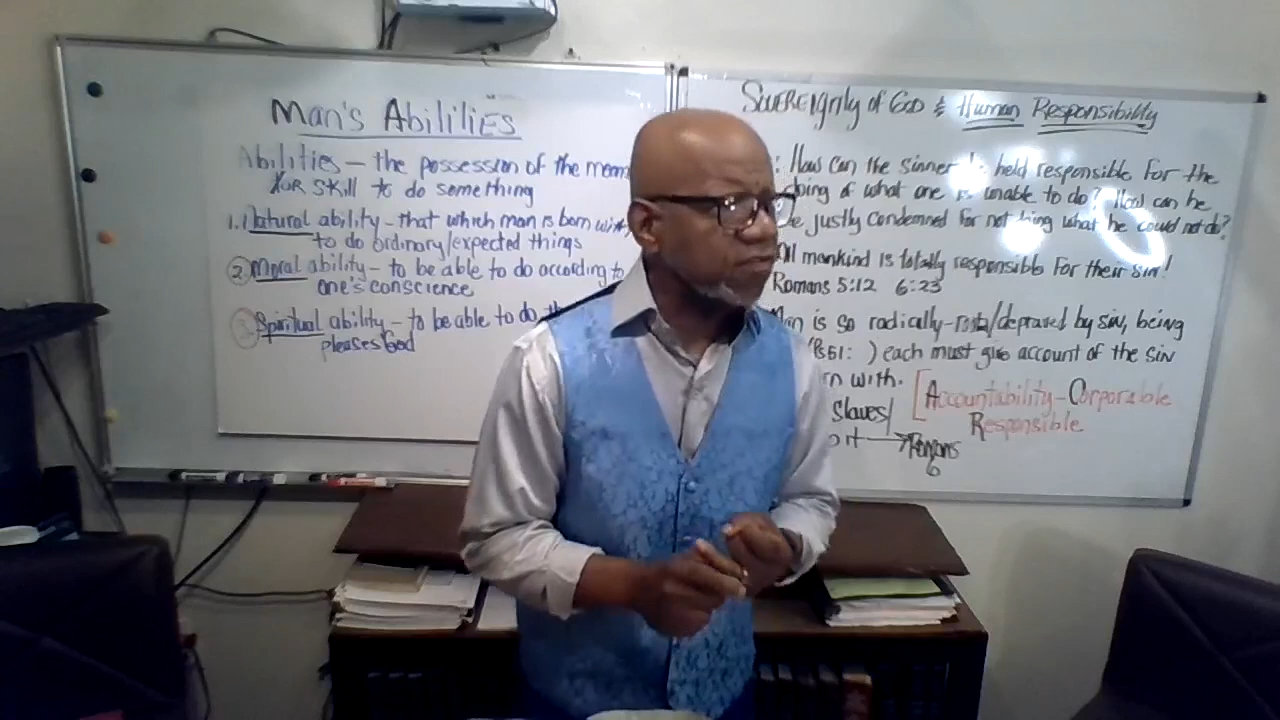 Man's Abilities
Abilities – the possession of the means
/or skill to do something
1. Natural ability – that which man is born with
to do ordinary/expected things
2 Moral ability – to be able to do according to
one's conscience
3 Spiritual ability – to be able to do
pleases God
Sovereignity of God & Human Responsibility
: How can the sinner held responsible for the
doing of what one is unable to do? How can he
be justly condemned for not doing what he could not do?
All mankind is totally responsible for their sin!
Romans 5:12 6:23
Man is so radically- /depraved by sin, being
(Ps 51: ) each must give account of the sin
with.
Slaves/
[Accountability – Corporable
Responsible
Romans
6